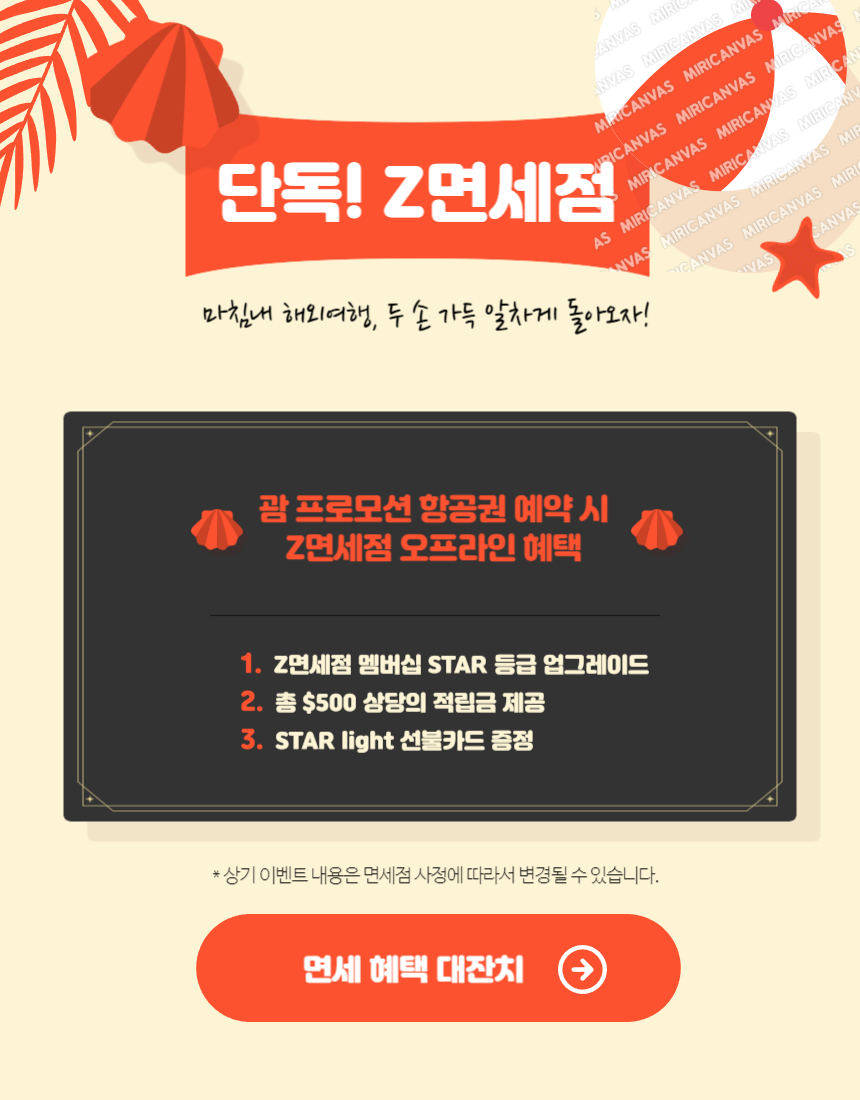 단독! Z면세점
마침내 해외여행, 두 손 가득 알차게 돌아오자!
괌 프로모션 항공권 예약 시
Z면세점 오프라인 혜택
1. Z면세점 멤버십 STAR 등급 업그레이드
2. 총 $500 상당의 적립금 제공
3. STAR light 선불카드 증정
* 상기 이벤트 내용은 면세점 사정에 따라서 변경될 수 있습니다.
면세 혜택 대잔치
MIRICANVAS